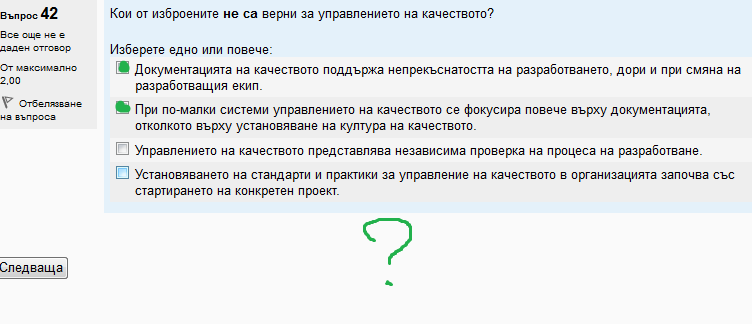 Въпрос 42
Все още не е
даден отговор
От максимално
2,00
Отбелязване
на въпроса
Кои от изброените не са верни за управлението на качеството?
Изберете едно или повече:
Документацията на качеството поддържа непрекъснатостта на разработването, дори и при смяна на
разработващия екип.
При по-малки системи управлението на качеството се фокусира повече върху документацията,
отколкото върху установяване на култура на качеството.
Управлението на качеството представлява независима проверка на процеса на разработване.
Установяването на стандарти и практики за управление на качеството в организацията започва със
стартирането на конкретен проект.
?
Следваща